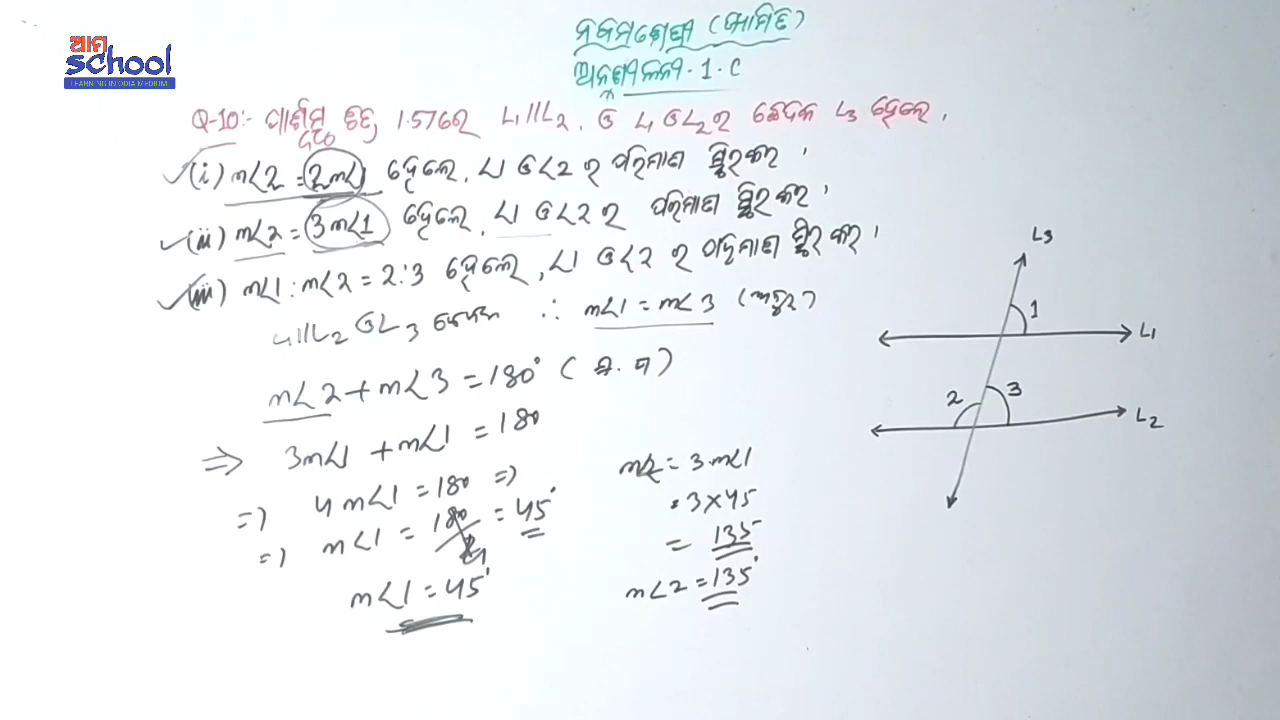 ଆମ
School
LEARNING IN ODIA MEDIUM
ନବମ ଶ୍ରେଣୀ (ଜ୍ୟାମିତି)
ଅନୁଶୀଳନୀ - 1. C
Q-10:- ପାର୍ଶ୍ୱସ୍ଥ ଚିତ୍ର 1.57ରେ L₁ || L₂, ଓ L₁ ଓ L₂ ର ଛେଦକ L₃ ହେଲେ,
(i) m∠2 = 2m∠1 ହେଲେ, ∠1 ଓ ∠2 ର ପରିମାଣ ସ୍ଥିର କର ।
(ii) m∠2 = 3m∠1 ହେଲେ, ∠1 ଓ ∠2 ର ପରିମାଣ ସ୍ଥିର କର ।
(iii) m∠1 : m∠2 = 2:3 ହେଲେ, ∠1 ଓ ∠2 ର ପରିମାଣ ସ୍ଥିର କର ।
L₁ || L₂ ଓ L₃ ଛେଦକ ∴ m∠1 = m∠3 (ଅନୁରୂପ)
m∠2 + m∠3 = 180°
⇒ 3m∠1 + m∠1 = 180
⇒ 4m∠1 = 180 ⇒
⇒ m∠1 = 180/4 = 45°
m∠1 = 45°
m∠2 = 3.m∠1
= 3 × 45
= 135°
m∠2 = 135°
L₃
1
L₁
2
3
L₂